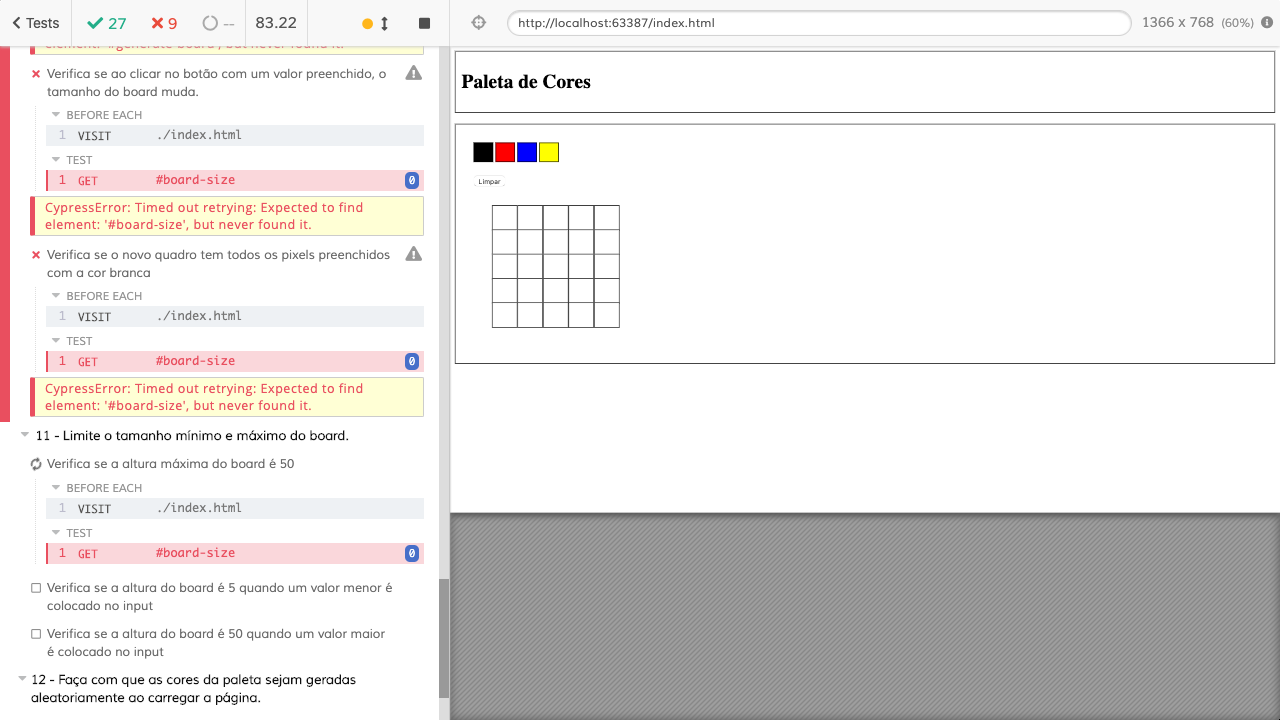 Tests
27
9
--
83.22
http://localhost:63387/index.html
1366 x 768 (60%)
element: '#generate-board', but never found it.
Verifica se ao clicar no botão com um valor preenchido, o
tamanho do board muda.
BEFORE EACH
1 VISIT ./index.html
TEST
1 GET #board-size 0
CypressError: Timed out retrying: Expected to find
element: '#board-size', but never found it.
Verifica se o novo quadro tem todos os pixels preenchidos
com a cor branca
BEFORE EACH
1 VISIT ./index.html
TEST
1 GET #board-size 0
CypressError: Timed out retrying: Expected to find
element: '#board-size', but never found it.
11 - Limite o tamanho mínimo e máximo do board.
Verifica se a altura máxima do board é 50
BEFORE EACH
1 VISIT ./index.html
TEST
1 GET #board-size 0
Verifica se a altura do board é 5 quando um valor menor é
colocado no input
Verifica se a altura do board é 50 quando um valor maior
é colocado no input
12 - Faça com que as cores da paleta sejam geradas
aleatoriamente ao carregar a página.
Paleta de Cores
Limpar